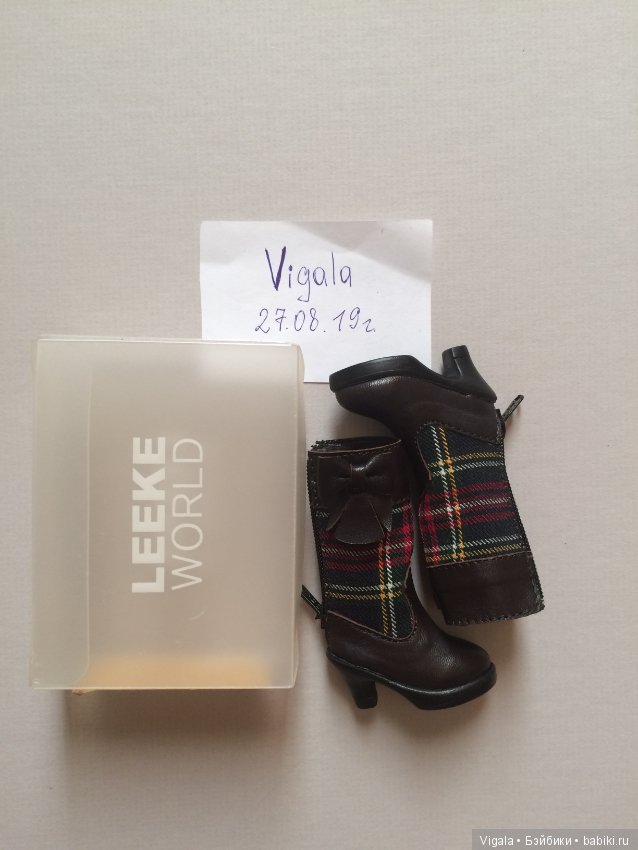 Vigala
27.08.19г.
LEEKE
WORLD
Vigala • Бэйбики • babiki.ru